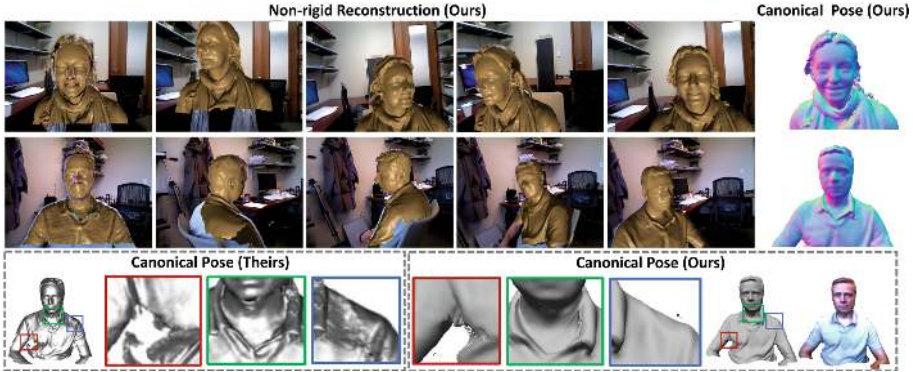 Non-rigid Reconstruction (Ours)
Canonical Pose (Ours)
Canonical Pose (Theirs)
Canonical Pose (Ours)